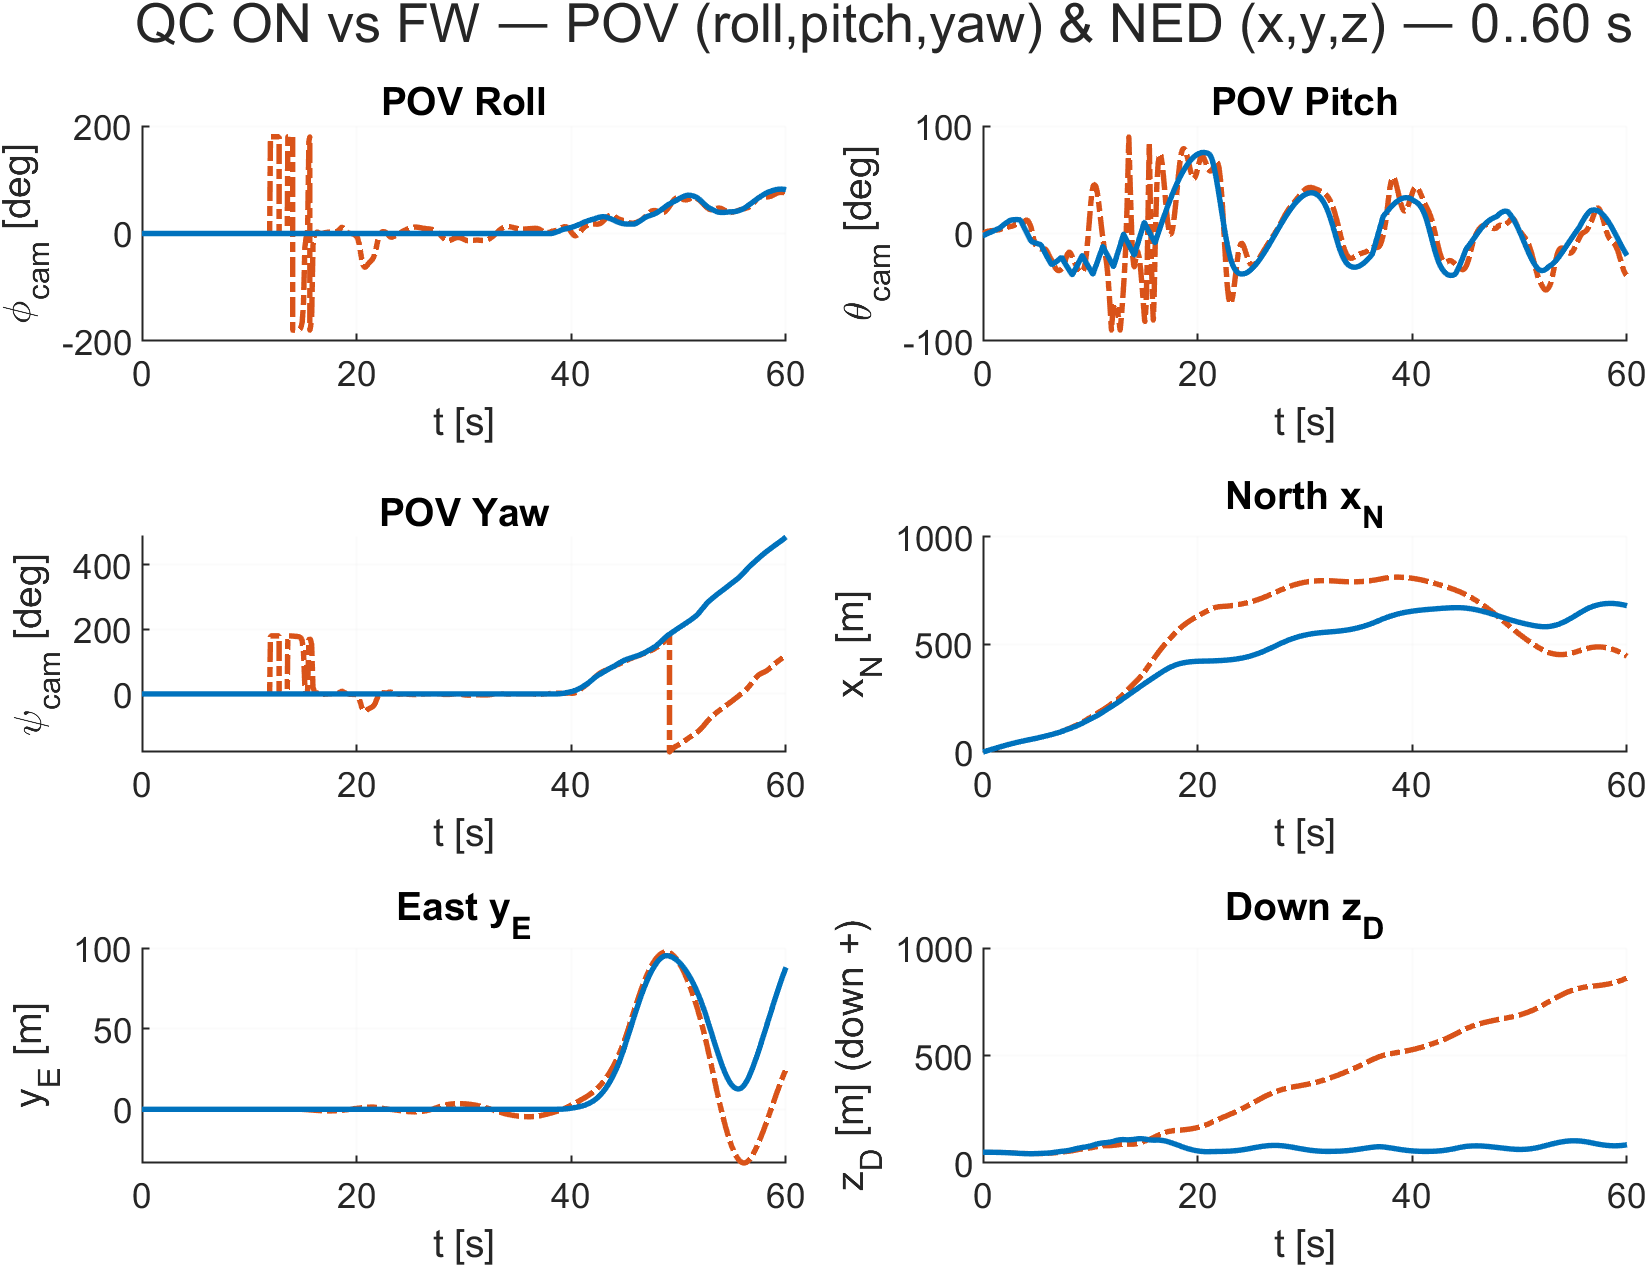 QC ON vs FW — POV (roll,pitch,yaw) & NED (x,y,z) — 0..60 s
POV Roll
200
0
-200
ϕcam [deg]
0 20 40 60
t [s]
POV Pitch
100
0
-100
θcam [deg]
0 20 40 60
t [s]
POV Yaw
400
200
0
ψcam [deg]
0 20 40 60
t [s]
North xN
1000
500
0
xN [m]
0 20 40 60
t [s]
East yE
100
50
0
yE [m]
0 20 40 60
t [s]
Down zD
1000
500
0
zD [m] (down +)
0 20 40 60
t [s]